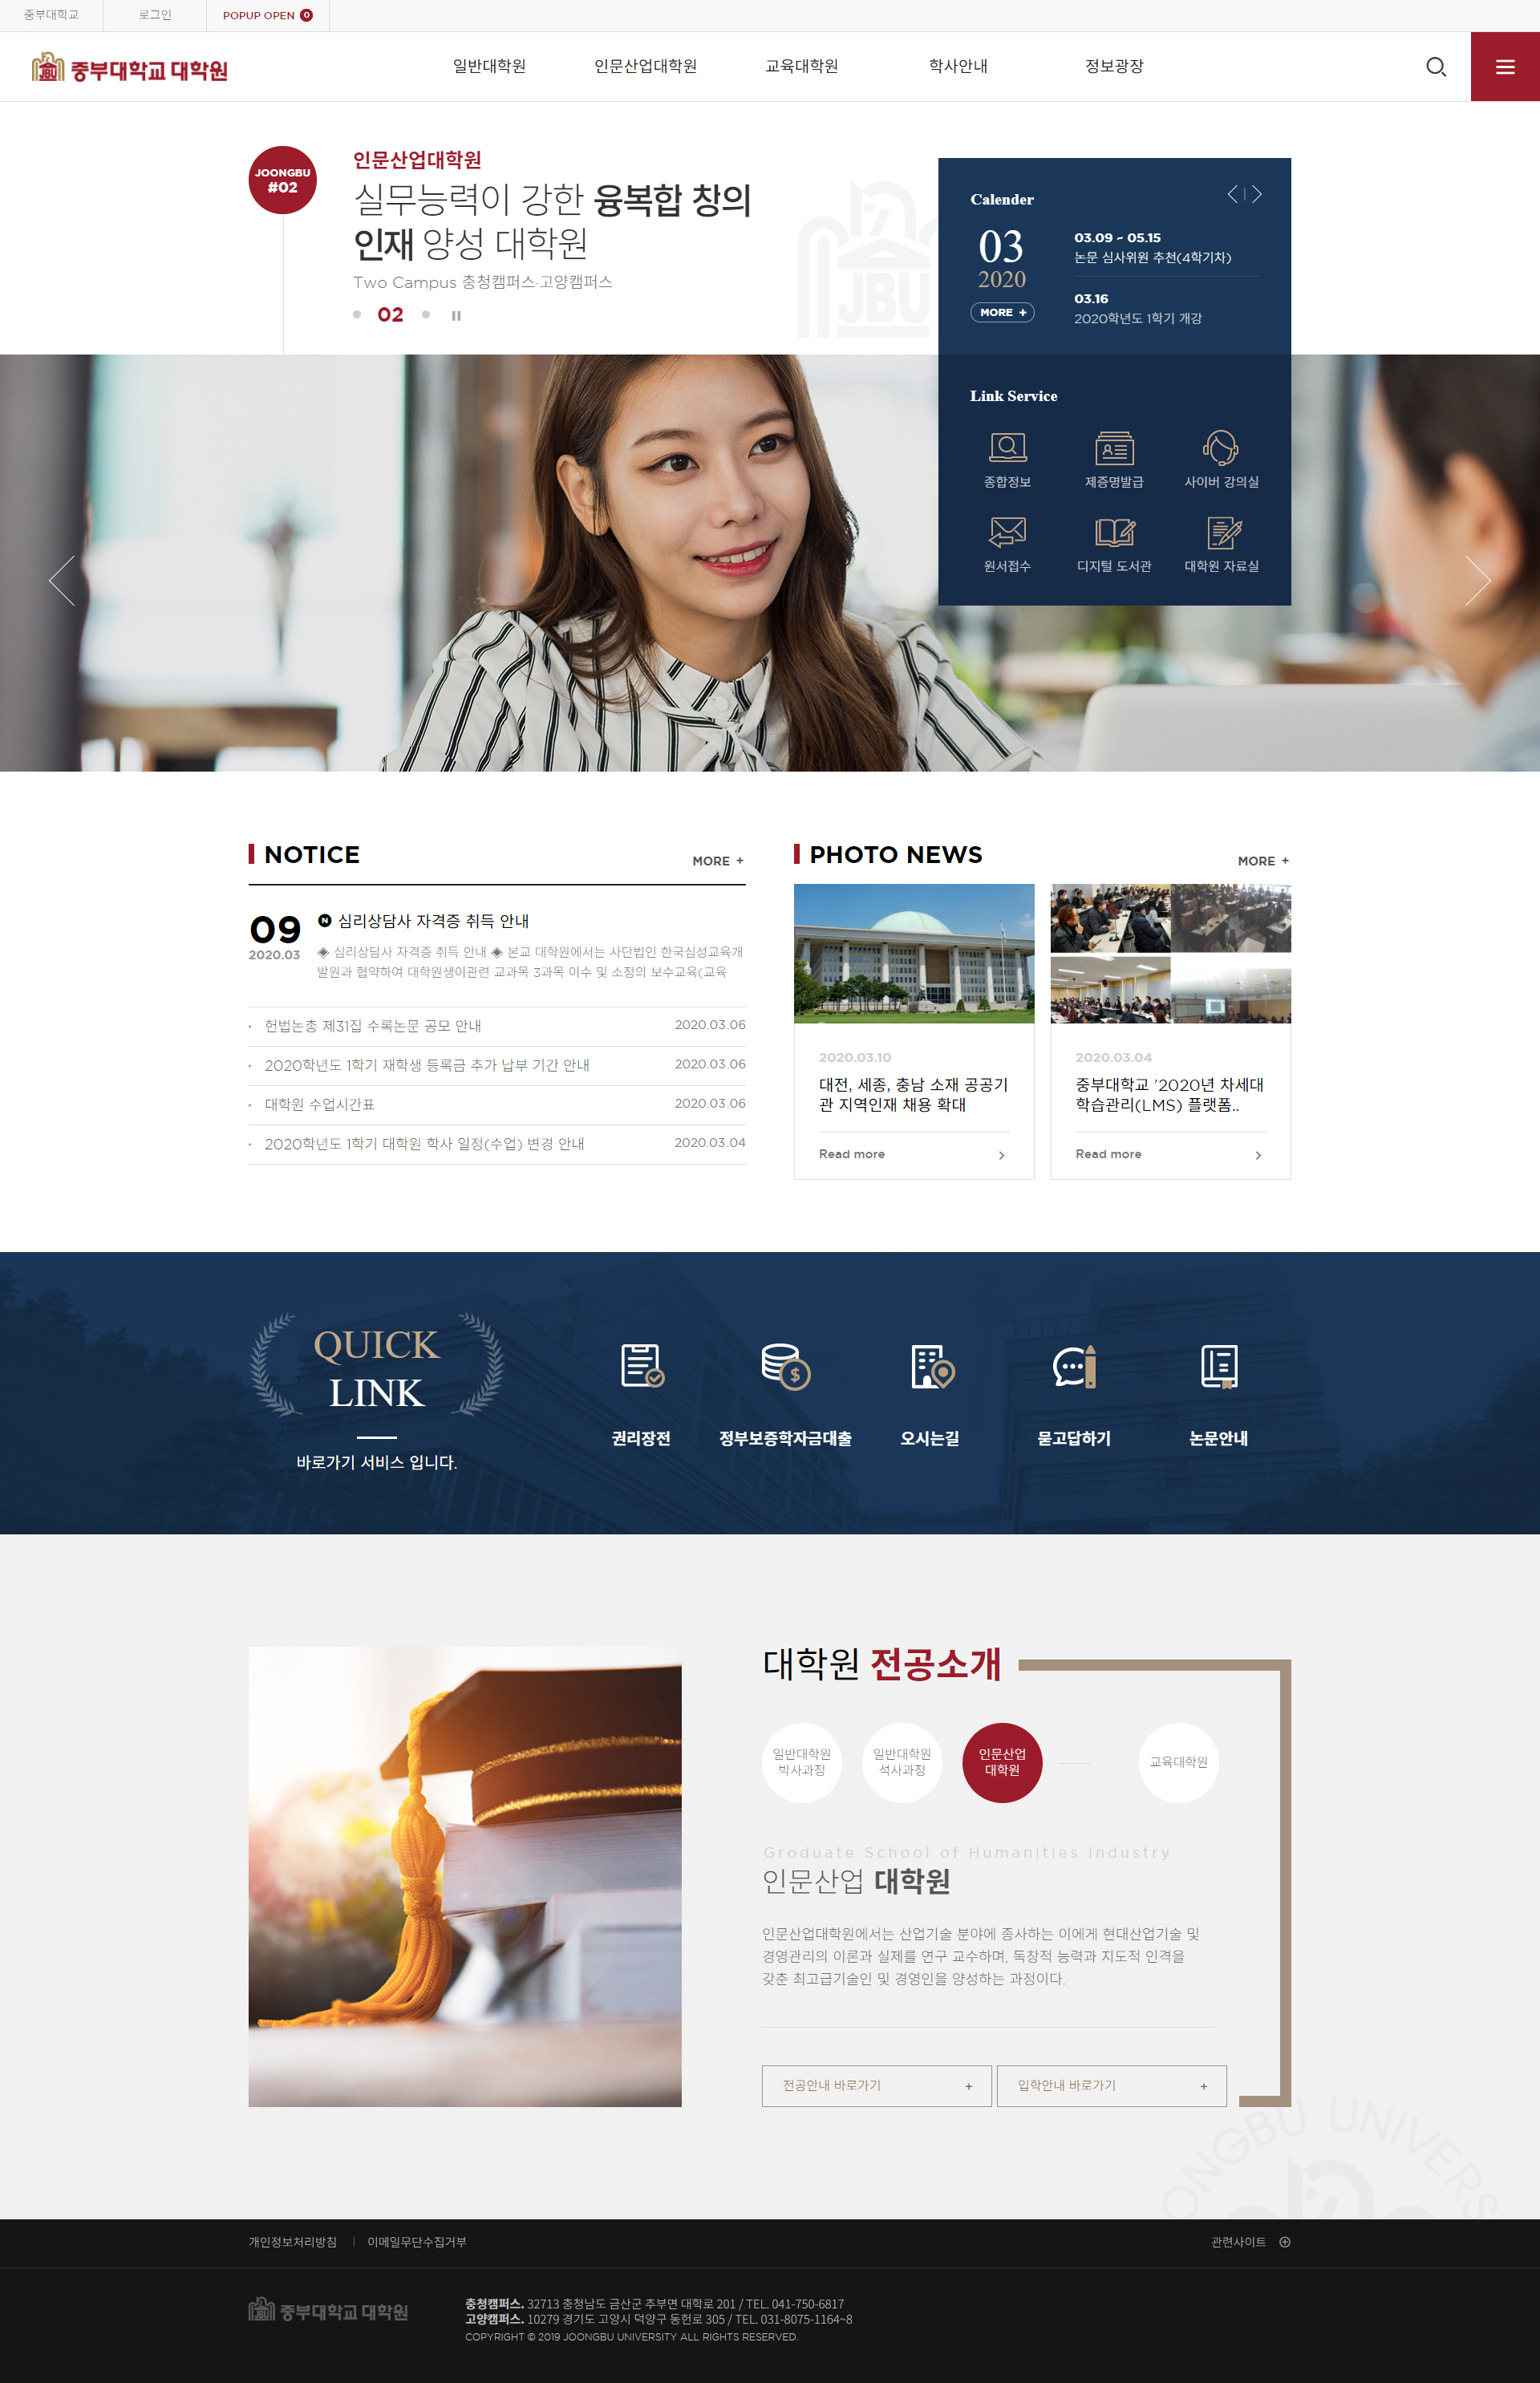 중부대학교
로그인
POPUP OPEN 0
JBU 중부대학교 대학원
일반대학원
인문산업대학원
교육대학원
학사안내
정보광장
JOONGBU
#02
인문산업대학원
실무능력이 강한 융복합 창의
인재 양성 대학원
Two Campus 충청캠퍼스·고양캠퍼스
02
JBU
Calender
03
2020
MORE +
03.09 ~ 05.15
논문 심사위원 추천(4학기차)
03.16
2020학년도 1학기 개강
Link Service
종합정보
제증명발급
사이버 강의실
원서접수
디지털 도서관
대학원 자료실
NOTICE
MORE +
09
2020.03
N 심리상담사 자격증 취득 안내
◈ 심리상담사 자격증 취득 안내 ◈ 본교 대학원에서는 사단법인 한국심성교육개
발원과 협약하여 대학원생이관련 교과목 3과목 이수 및 소정의 보수교육(교육
헌법논총 제31집 수록논문 공모 안내 2020.03.06
2020학년도 1학기 재학생 등록금 추가 납부 기간 안내 2020.03.06
대학원 수업시간표 2020.03.06
2020학년도 1학기 대학원 학사 일정(수업) 변경 안내 2020.03.04
PHOTO NEWS
MORE +
2020.03.10
대전, 세종, 충남 소재 공공기
관 지역인재 채용 확대
Read more
2020.03.04
중부대학교 '2020년 차세대
학습관리(LMS) 플랫폼..
Read more
QUICK
LINK
바로가기 서비스 입니다.
권리장전
정부보증학자금대출
오시는길
묻고답하기
논문안내
대학원 전공소개
일반대학원
박사과정
일반대학원
석사과정
인문산업
대학원
교육대학원
Groduate School of Humanities Industry
인문산업 대학원
인문산업대학원에서는 산업기술 분야에 종사하는 이에게 현대산업기술 및
경영관리의 이론과 실제를 연구 교수하며, 독창적 능력과 지도적 인격을
갖춘 최고급기술인 및 경영인을 양성하는 과정이다.
전공안내 바로가기 +
입학안내 바로가기 +
ONGBU UNIVERS
개인정보처리방침
이메일무단수집거부
관련사이트
JBU 중부대학교 대학원
충청캠퍼스. 32713 충청남도 금산군 추부면 대학로 201 / TEL. 041-750-6817
고양캠퍼스. 10279 경기도 고양시 덕양구 동헌로 305 / TEL. 031-8075-1164~8
COPYRIGHT © 2019 JOONGBU UNIVERSITY ALL RIGHTS RESERVED.